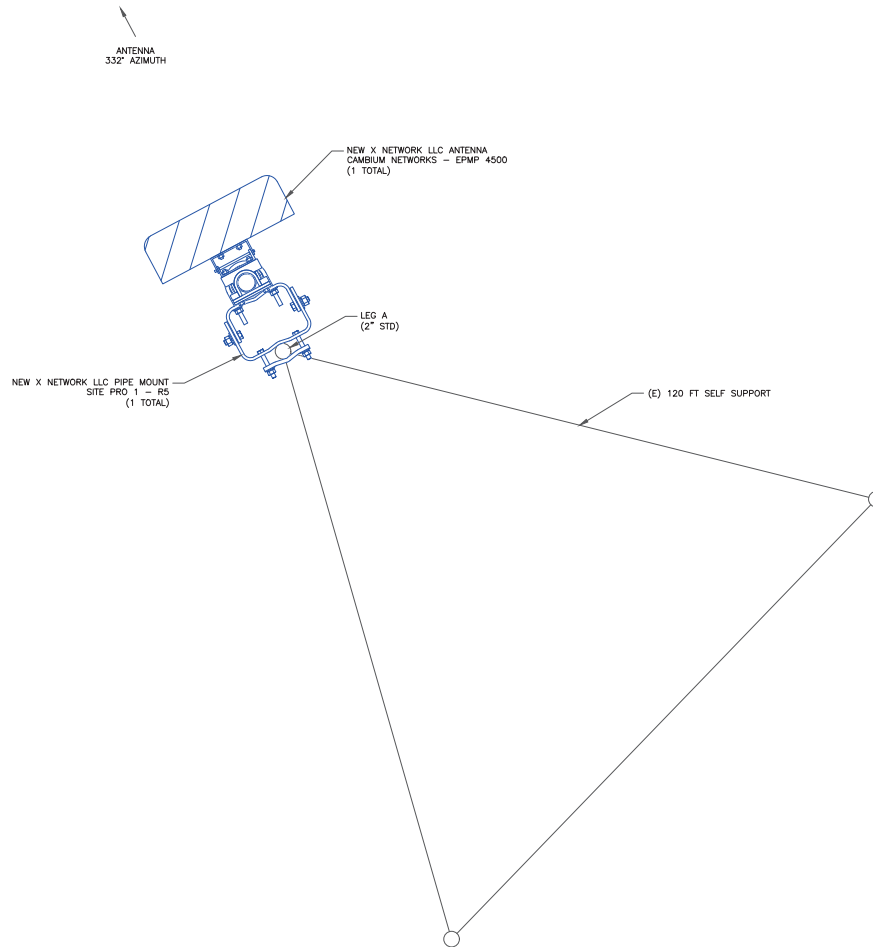 ANTENNA
332° AZIMUTH
NEW X NETWORK LLC ANTENNA
CAMBIUM NETWORKS - EPMP 4500
(1 TOTAL)
LEG A
(2" STD)
NEW X NETWORK LLC PIPE MOUNT
SITE PRO 1 - R5
(1 TOTAL)
(E) 120 FT SELF SUPPORT